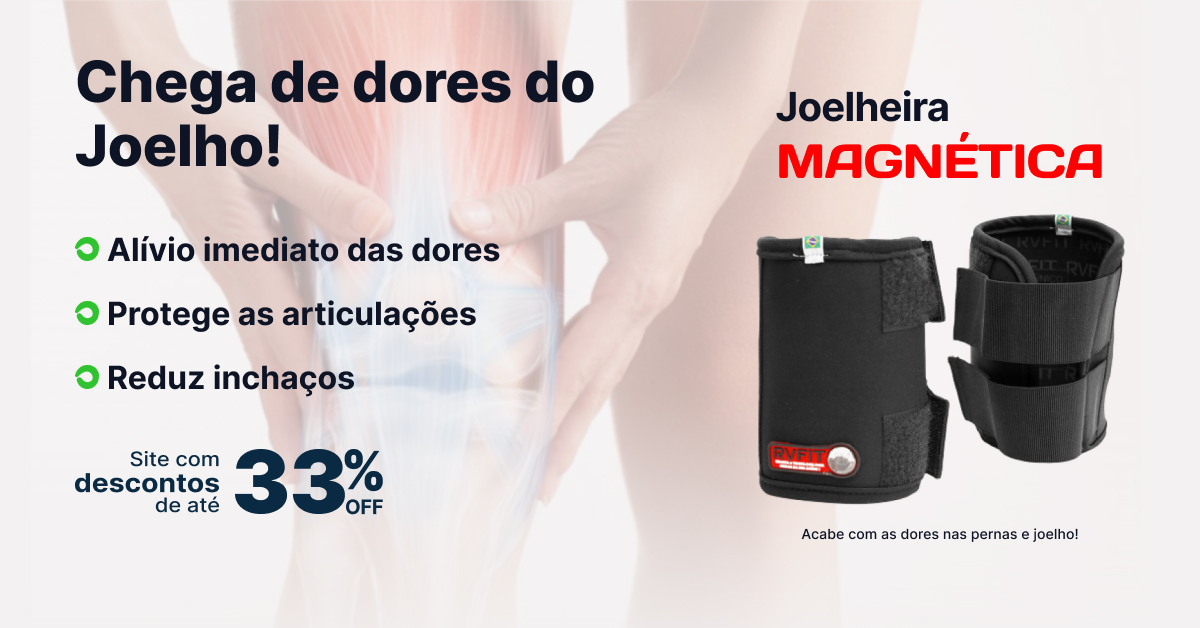 Chega de dores do
Joelho!
Alívio imediato das dores
Protege as articulações
Reduz inchaços
Site com
descontos
de até
33%
OFF
Joelheira
MAGNÉTICA
RVFIT
RVFIT
Acabe com as dores nas pernas e joelho!